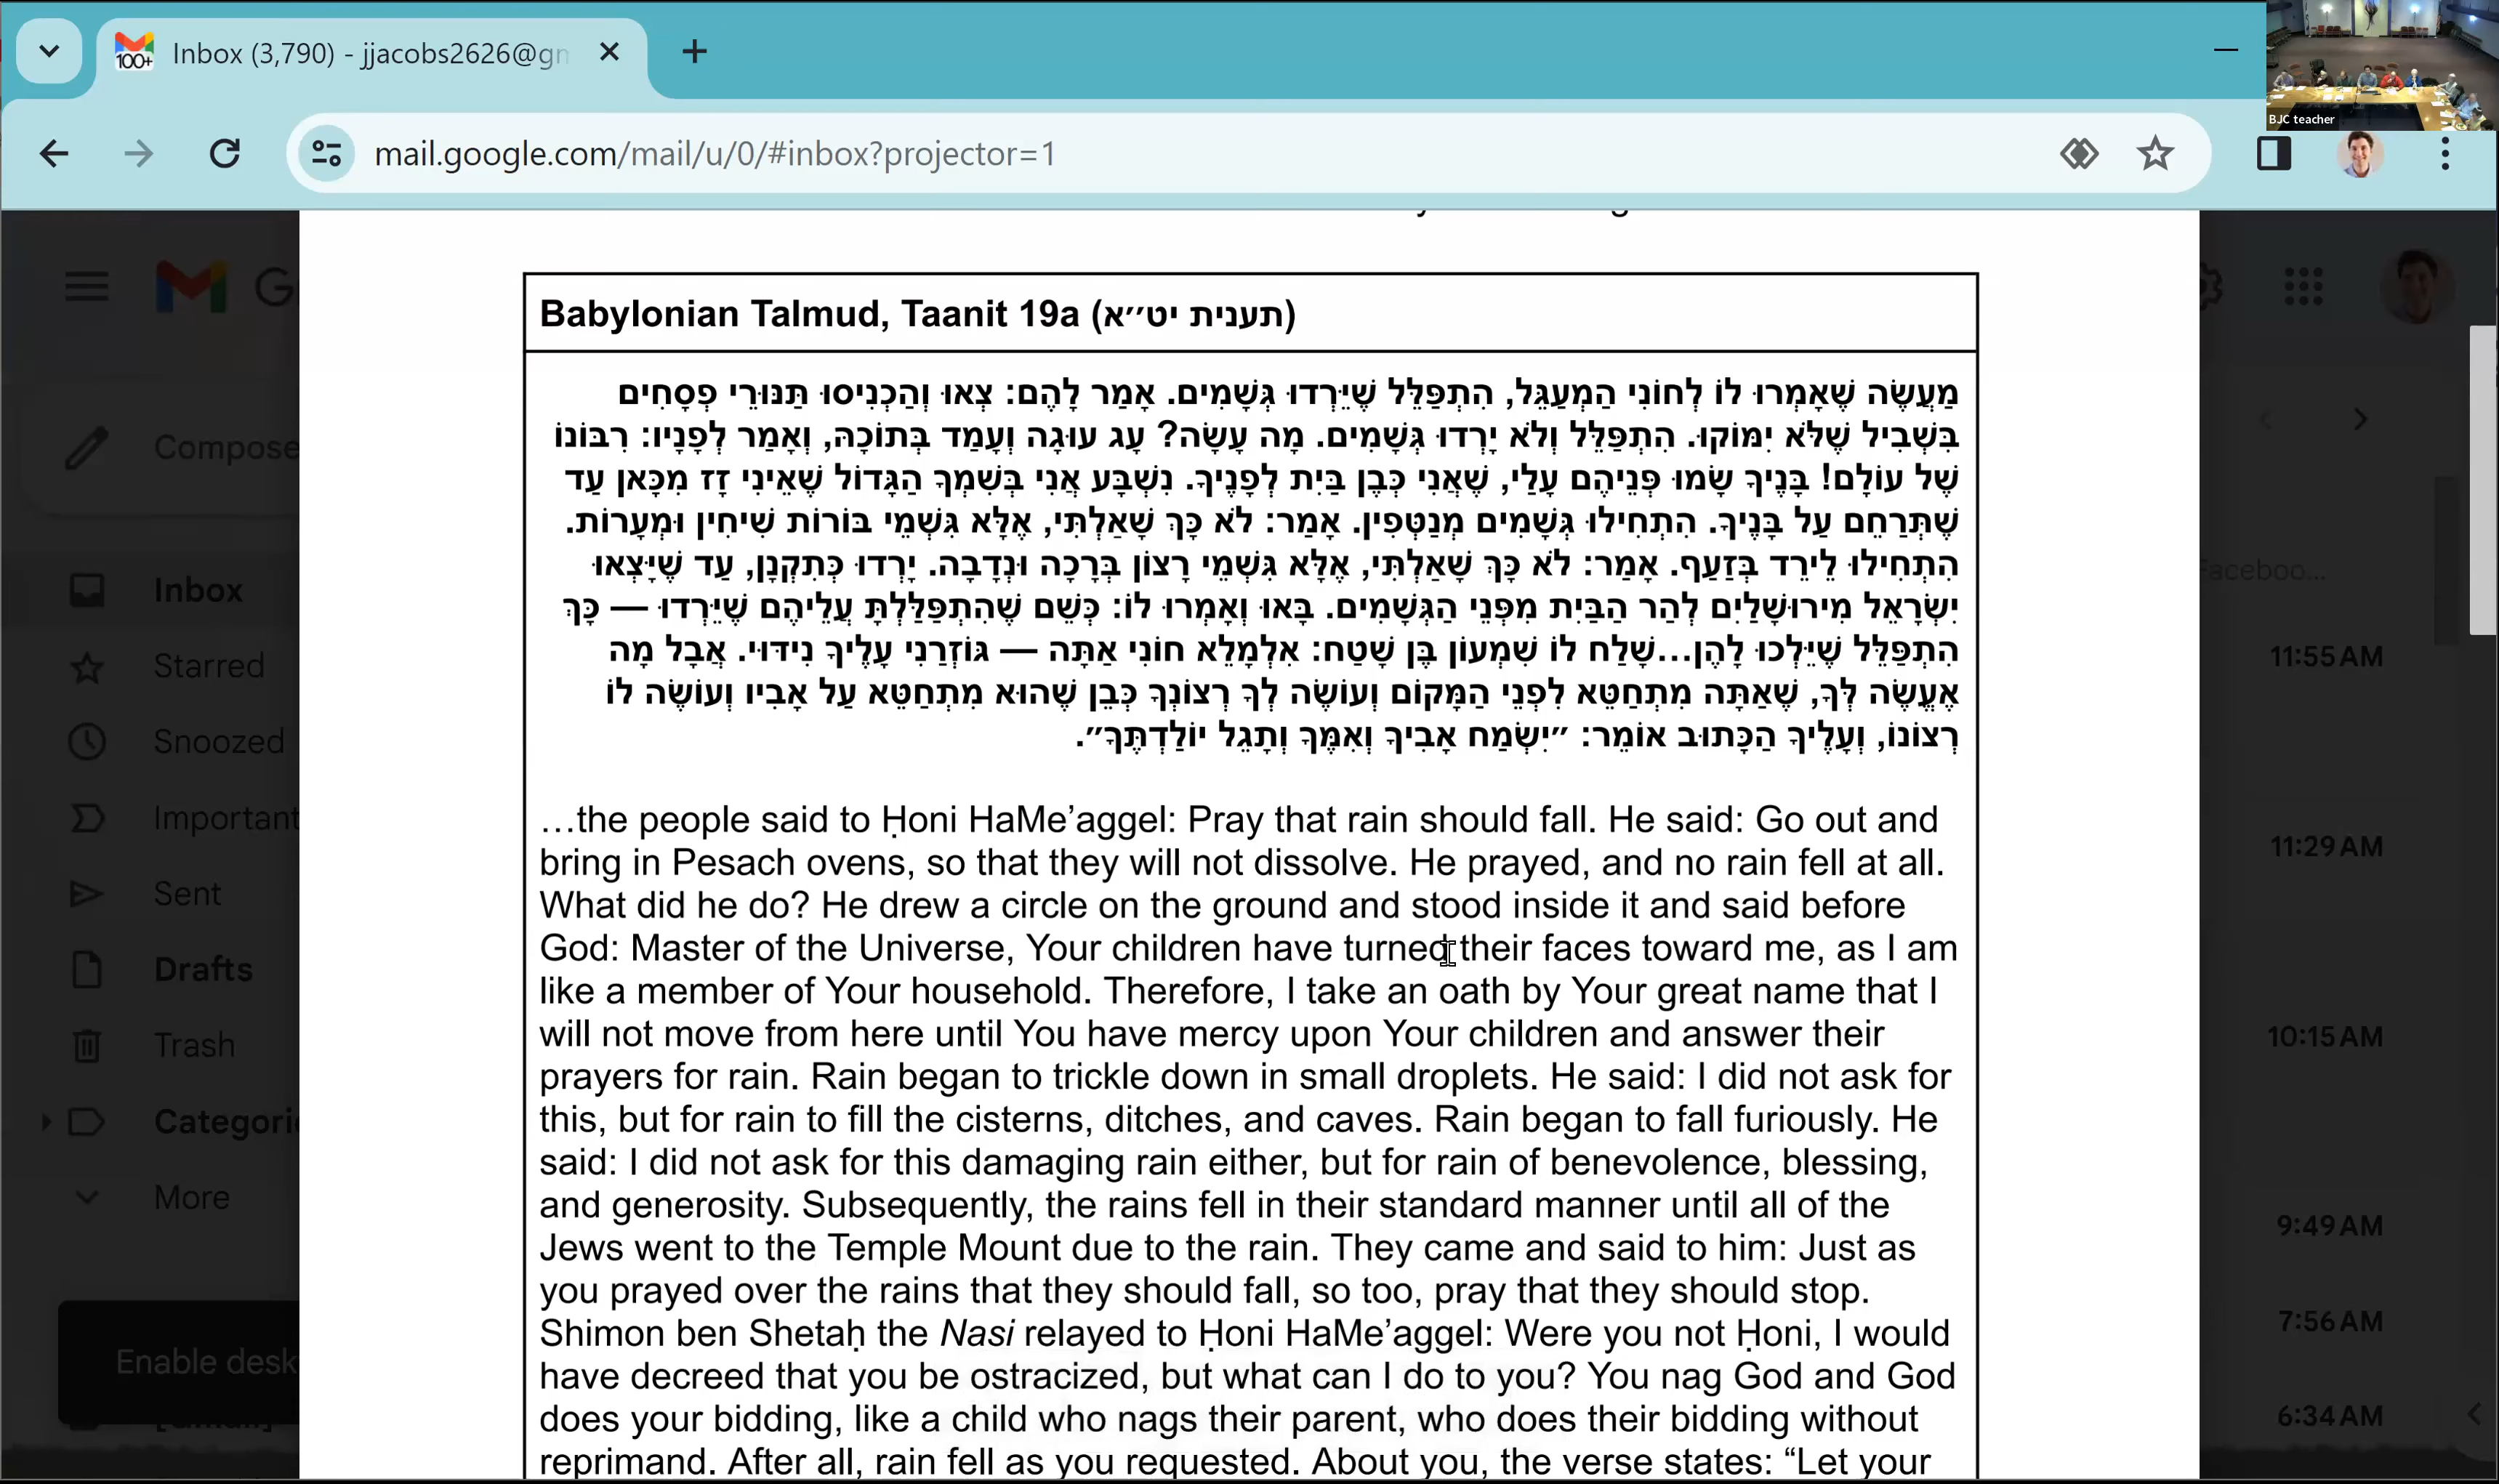 Inbox (3,790) - jjacobs2626@gm
100+
BJC teacher
mail.google.com/mail/u/0/#inbox?projector=1
Babylonian Talmud, Taanit 19a (תענית יט׳׳א)
מַעֲשֶׂה שֶׁאָמְרוּ לוֹ לְחוֹנִי הַמְעַגֵּל, הִתְפַּלֵּל שֶׁיֵּרְדוּ גְּשָׁמִים. אָמַר לָהֶם: צְאוּ וְהַכְנִיסוּ תַּנּוּרֵי פְסָחִים
בִּשְׁבִיל שֶׁלֹּא יִמּוֹקוּ. הִתְפַּלֵּל וְלֹא יָרְדוּ גְּשָׁמִים. מֶה עָשָׂה? עָג עוּגָה וְעָמַד בְּתוֹכָהּ, וְאָמַר לְפָנָיו: רִבּוֹנוֹ
שֶׁל עוֹלָם! בָּנֶיךָ שָׂמוּ פְּנֵיהֶם עָלַי, שֶׁאֲנִי כְּבֶן בַּיִת לְפָנֶיךָ. נִשְׁבָּע אֲנִי בְּשִׁמְךָ הַגָּדוֹל שֶׁאֵינִי זָז מִכָּאן עַד
שֶׁתְּרַחֵם עַל בָּנֶיךָ. הִתְחִילוּ גְּשָׁמִים מְנַטְּפִין. אָמַר: לֹא כָּךְ שָׁאַלְתִּי, אֶלָּא גִּשְׁמֵי בּוֹרוֹת שִׁיחִין וּמְעָרוֹת.
הִתְחִילוּ לֵירֵד בְּזַעַף. אָמַר: לֹא כָּךְ שָׁאַלְתִּי, אֶלָּא גִּשְׁמֵי רָצוֹן בְּרָכָה וּנְדָבָה. יָרְדוּ כְּתִקְנָן, עַד שֶׁיָּצְאוּ
יִשְׂרָאֵל מִירוּשָׁלַיִם לְהַר הַבַּיִת מִפְּנֵי הַגְּשָׁמִים. בָּאוּ וְאָמְרוּ לוֹ: כְּשֵׁם שֶׁהִתְפַּלַּלְתָּ עֲלֵיהֶם שֶׁיֵּרְדוּ — כָּךְ
הִתְפַּלֵּל שֶׁיֵּלְכוּ לָהֶן...שָׁלַח לוֹ שִׁמְעוֹן בֶּן שָׁטַח: אִלְמָלֵא חוֹנִי אַתָּה — גּוֹזְרַנִי עָלֶיךָ נִידּוּי. אֲבָל מָה
אֶעֱשֶׂה לְּךָ, שֶׁאַתָּה מִתְחַטֵּא לִפְנֵי הַמָּקוֹם וְעוֹשֶׂה לְךָ רְצוֹנְךָ כְּבֵן שֶׁהוּא מִתְחַטֵּא עַל אָבִיו וְעוֹשֶׂה לוֹ
רְצוֹנוֹ, וְעָלֶיךָ הַכָּתוּב אוֹמֵר: ״יִשְׂמַח אָבִיךָ וְאִמֶּךָ וְתָגֵל יוֹלַדְתֶּךָ״.
…the people said to Ḥoni HaMe’aggel: Pray that rain should fall. He said: Go out and
bring in Pesach ovens, so that they will not dissolve. He prayed, and no rain fell at all.
What did he do? He drew a circle on the ground and stood inside it and said before
God: Master of the Universe, Your children have turned their faces toward me, as I am
like a member of Your household. Therefore, I take an oath by Your great name that I
will not move from here until You have mercy upon Your children and answer their
prayers for rain. Rain began to trickle down in small droplets. He said: I did not ask for
this, but for rain to fill the cisterns, ditches, and caves. Rain began to fall furiously. He
said: I did not ask for this damaging rain either, but for rain of benevolence, blessing,
and generosity. Subsequently, the rains fell in their standard manner until all of the
Jews went to the Temple Mount due to the rain. They came and said to him: Just as
you prayed over the rains that they should fall, so too, pray that they should stop.
Shimon ben Shetaḥ the Nasi relayed to Ḥoni HaMe’aggel: Were you not Ḥoni, I would
have decreed that you be ostracized, but what can I do to you? You nag God and God
does your bidding, like a child who nags their parent, who does their bidding without
reprimand. After all, rain fell as you requested. About you, the verse states: “Let your
G
Compose
Inbox
Starred
Snoozed
Important
Sent
Drafts
Trash
Categori
More
Enable desk
Faceboo...
11:55 AM
11:29 AM
10:15 AM
9:49 AM
7:56 AM
6:34 AM